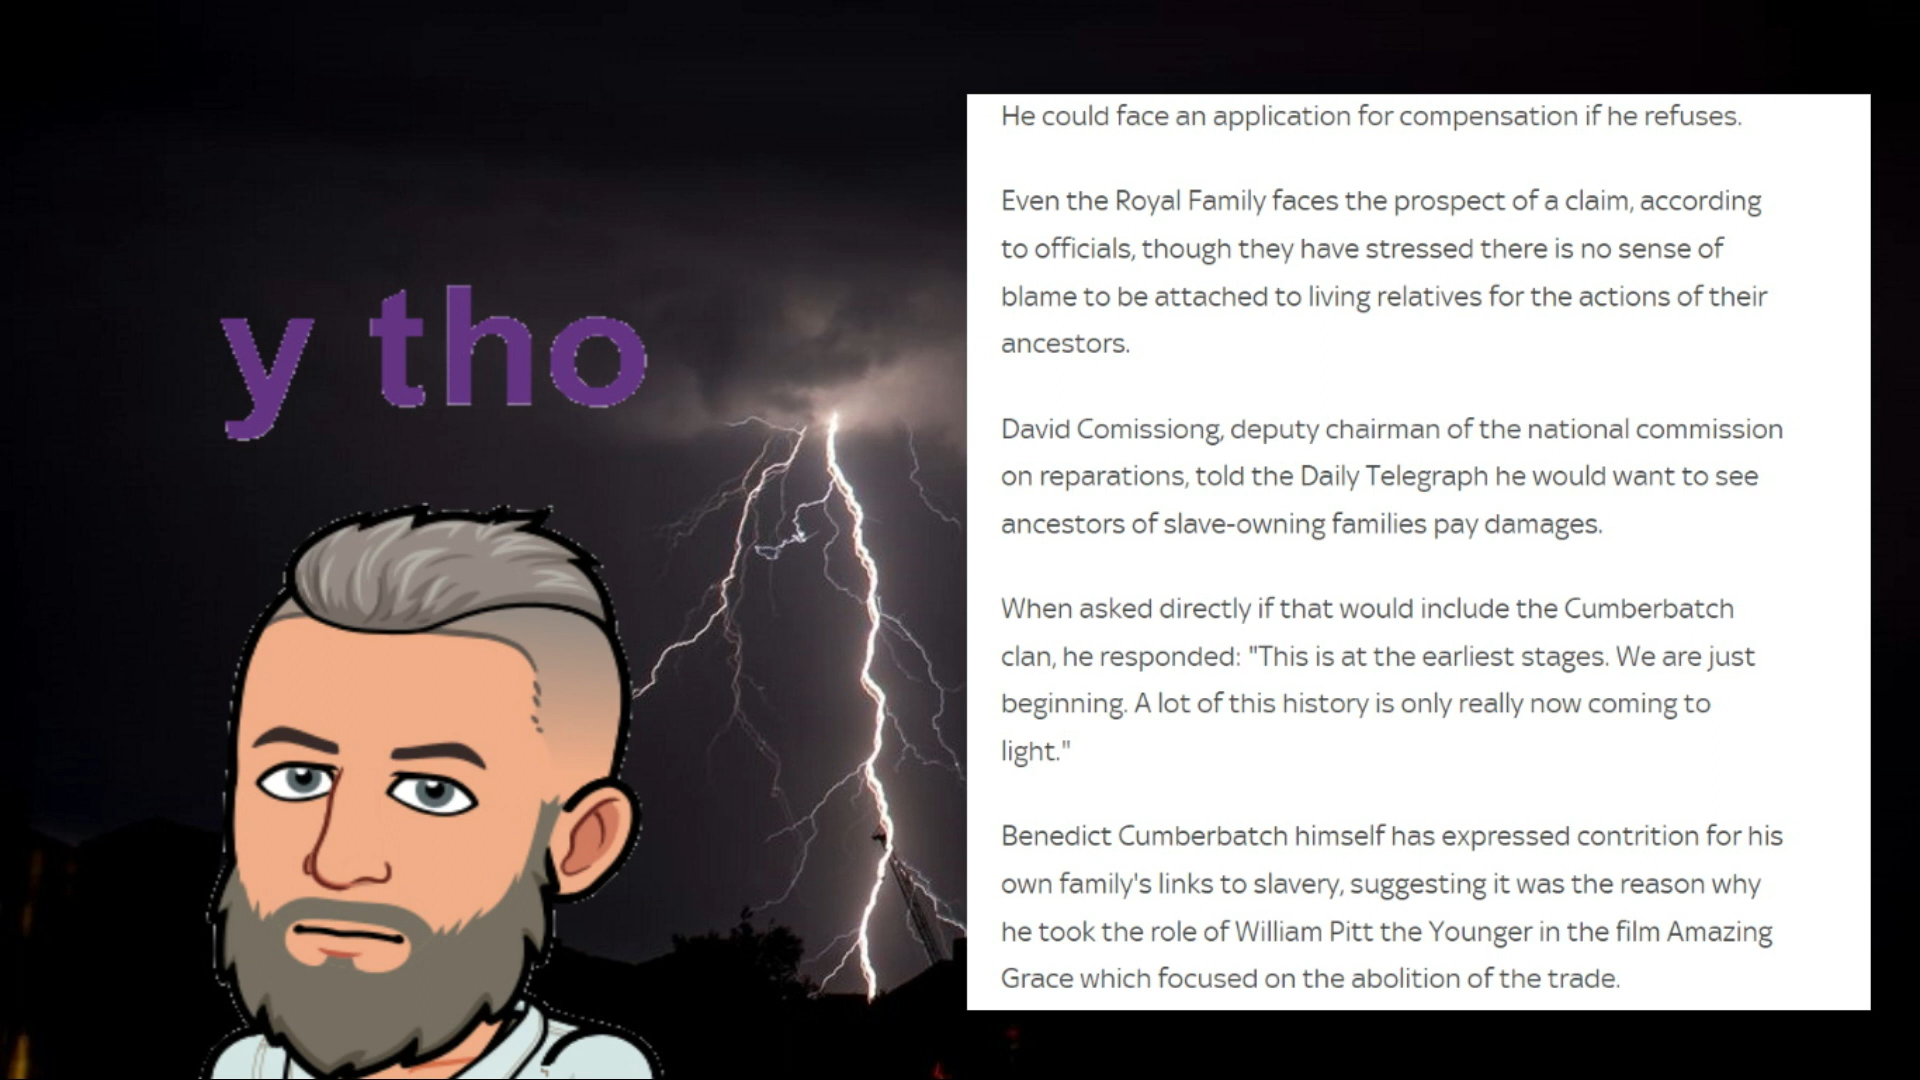 y tho
He could face an application for compensation if he refuses.
Even the Royal Family faces the prospect of a claim, according
to officials, though they have stressed there is no sense of
blame to be attached to living relatives for the actions of their
ancestors.
David Comissiong, deputy chairman of the national commission
on reparations, told the Daily Telegraph he would want to see
ancestors of slave-owning families pay damages.
When asked directly if that would include the Cumberbatch
clan, he responded: "This is at the earliest stages. We are just
beginning. A lot of this history is only really now coming to
light."
Benedict Cumberbatch himself has expressed contrition for his
own family's links to slavery, suggesting it was the reason why
he took the role of William Pitt the Younger in the film Amazing
Grace which focused on the abolition of the trade.